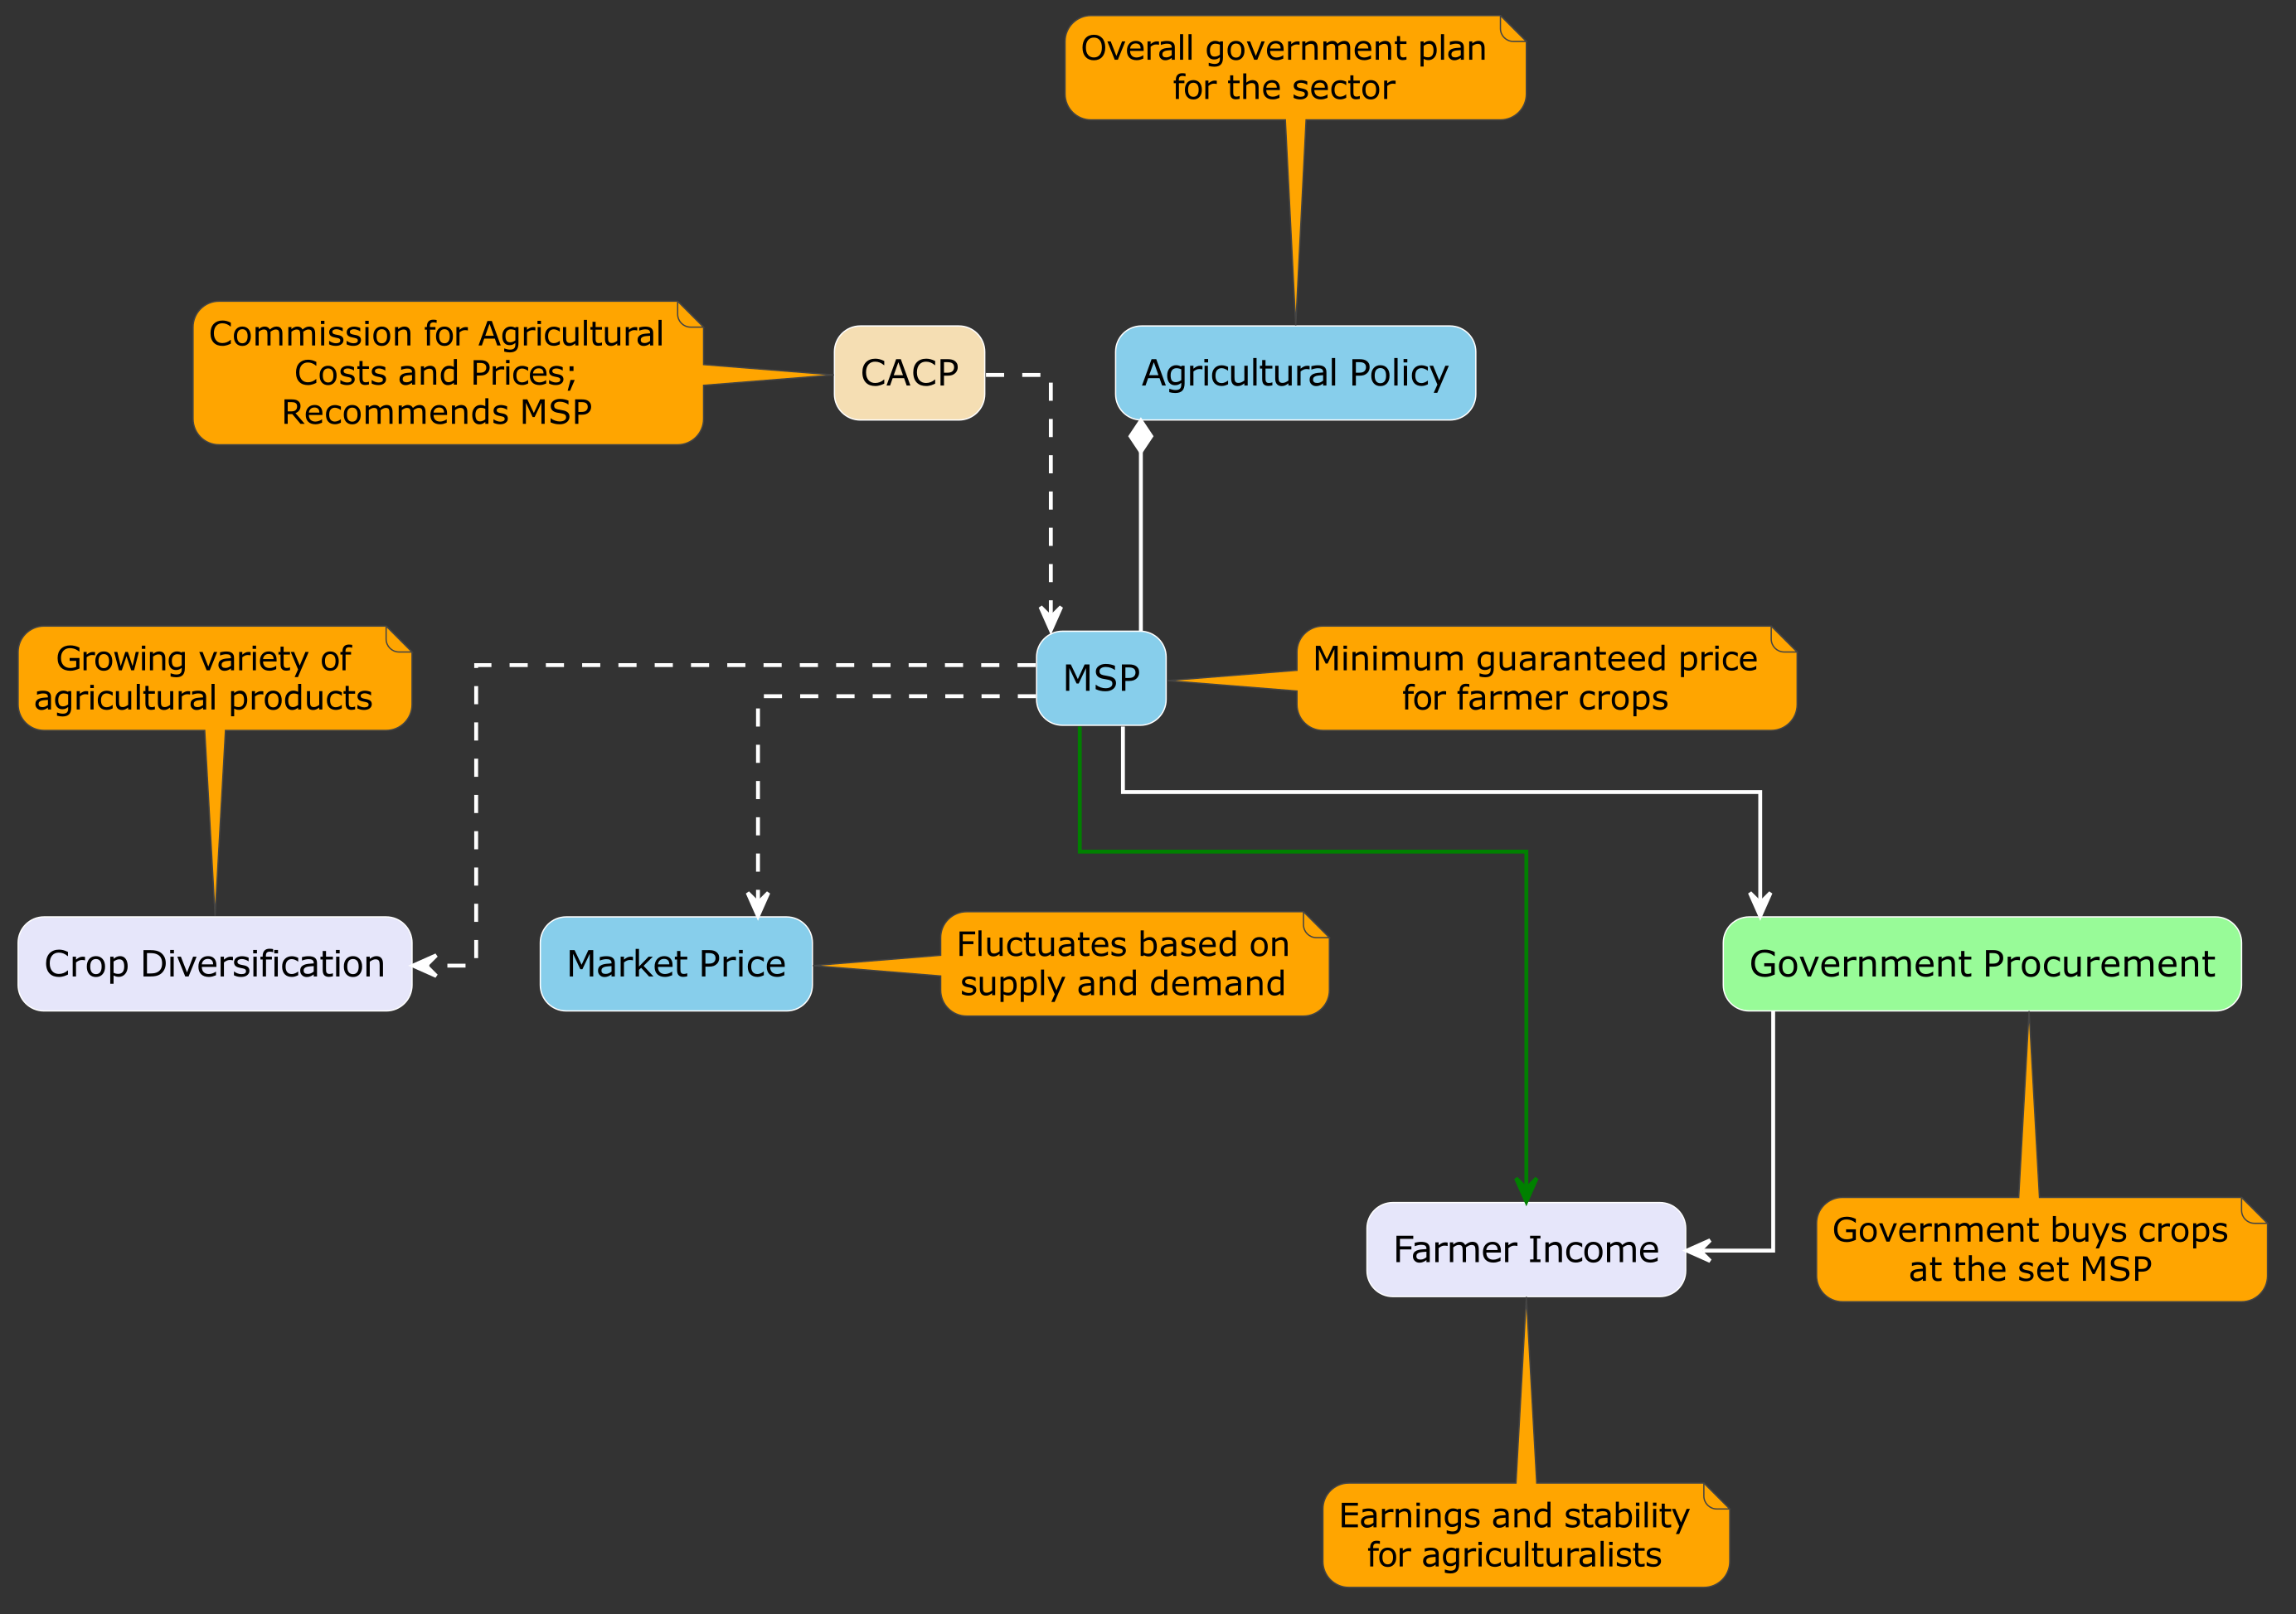 Overall government plan
for the sector
Commission for Agricultural
Costs and Prices;
Recommends MSP
CACP
Agricultural Policy
Growing variety of
agricultural products
MSP
Minimum guaranteed price
for farmer crops
Crop Diversification
Market Price
Fluctuates based on
supply and demand
Government Procurement
Farmer Income
Government buys crops
at the set MSP
Earnings and stability
for agriculturalists